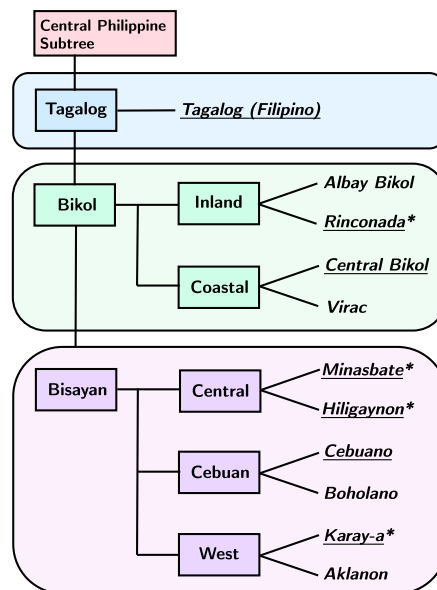 Central Philippine
Subtree
Tagalog
Tagalog (Filipino)
Bikol
Inland
Albay Bikol
Rinconada*
Coastal
Central Bikol
Virac
Bisayan
Central
Minasbate*
Hiligaynon*
Cebuan
Cebuano
Boholano
West
Karay-a*
Aklanon